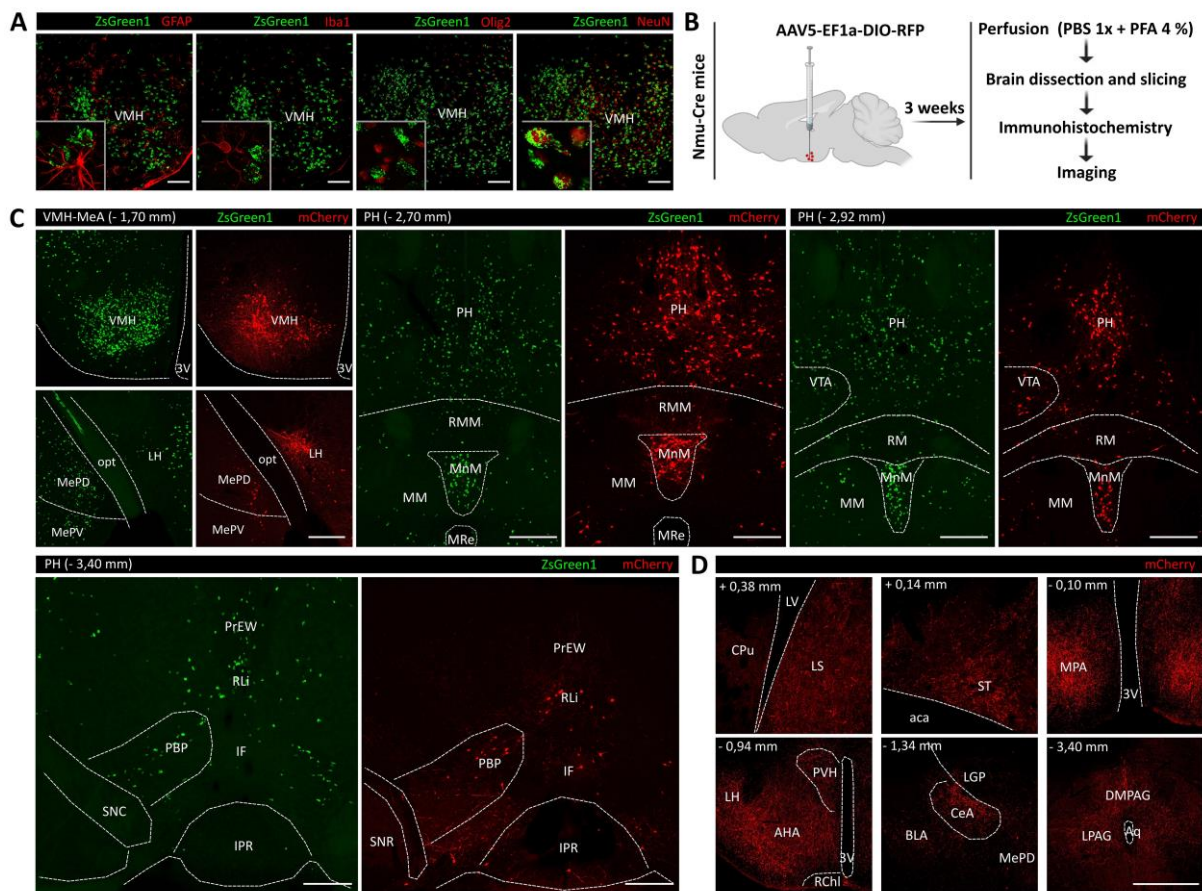 A
ZsGreen1 GFAP
ZsGreen1 Iba1
ZsGreen1 Olig2
ZsGreen1 NeuN
VMH
VMH
VMH
VMH
B
Nmu-Cre mice
AAV5-EF1a-DIO-RFP
3 weeks
Perfusion (PBS 1x + PFA 4 %)
Brain dissection and slicing
Immunohistochemistry
Imaging
C
VMH-MeA (- 1,70 mm) ZsGreen1 mCherry
VMH
3V
VMH
3V
opt
LH
MePD
MePV
opt
LH
MePD
MePV
PH (- 2,70 mm) ZsGreen1 mCherry
PH
RMM
MnM
MM
MRe
PH
RMM
MnM
MM
MRe
PH (- 2,92 mm) ZsGreen1 mCherry
PH
VTA
RM
MnM
MM
PH
VTA
RM
MnM
MM
PH (- 3,40 mm) ZsGreen1 mCherry
PrEW
RLi
PBP
IF
SNC
IPR
PrEW
RLi
PBP
IF
SNR
IPR
D
mCherry
+ 0,38 mm
LV
CPu
LS
+ 0,14 mm
ST
aca
- 0,10 mm
MPA
3V
- 0,94 mm
PVH
LH
AHA
3V
RChl
- 1,34 mm
LGP
CeA
BLA
MePD
- 3,40 mm
DMPAG
LPAG
Aq